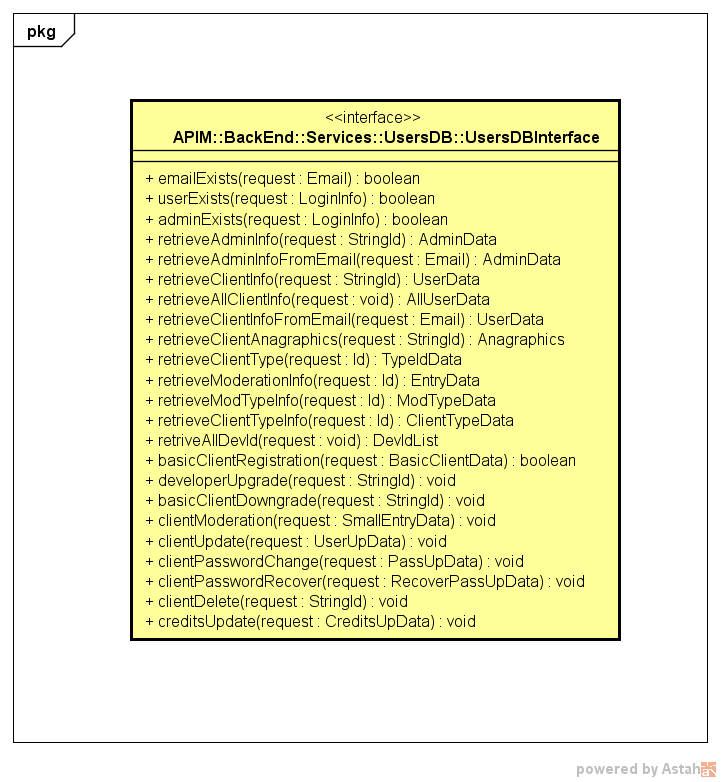 pkg
<<interface>>
APIM::BackEnd::Services::UsersDB::UsersDBInterface
+ emailExists(request : Email) : boolean
+ userExists(request : LoginInfo) : boolean
+ adminExists(request : LoginInfo) : boolean
+ retrieveAdminInfo(request : StringId) : AdminData
+ retrieveAdminInfoFromEmail(request : Email) : AdminData
+ retrieveClientInfo(request : StringId) : UserData
+ retrieveAllClientInfo(request : void) : AllUserData
+ retrieveClientInfoFromEmail(request : Email) : UserData
+ retrieveClientAnagraphics(request : StringId) : Anagraphics
+ retrieveClientType(request : Id) : TypeIdData
+ retrieveModerationInfo(request : Id) : EntryData
+ retrieveModTypeInfo(request : Id) : ModTypeData
+ retrieveClientTypeInfo(request : Id) : ClientTypeData
+ retriveAllDevId(request : void) : DevIdList
+ basicClientRegistration(request : BasicClientData) : boolean
+ developerUpgrade(request : StringId) : void
+ basicClientDowngrade(request : StringId) : void
+ clientModeration(request : SmallEntryData) : void
+ clientUpdate(request : UserUpData) : void
+ clientPasswordChange(request : PassUpData) : void
+ clientPasswordRecover(request : RecoverPassUpData) : void
+ clientDelete(request : StringId) : void
+ creditsUpdate(request : CreditsUpData) : void
powered by Astah